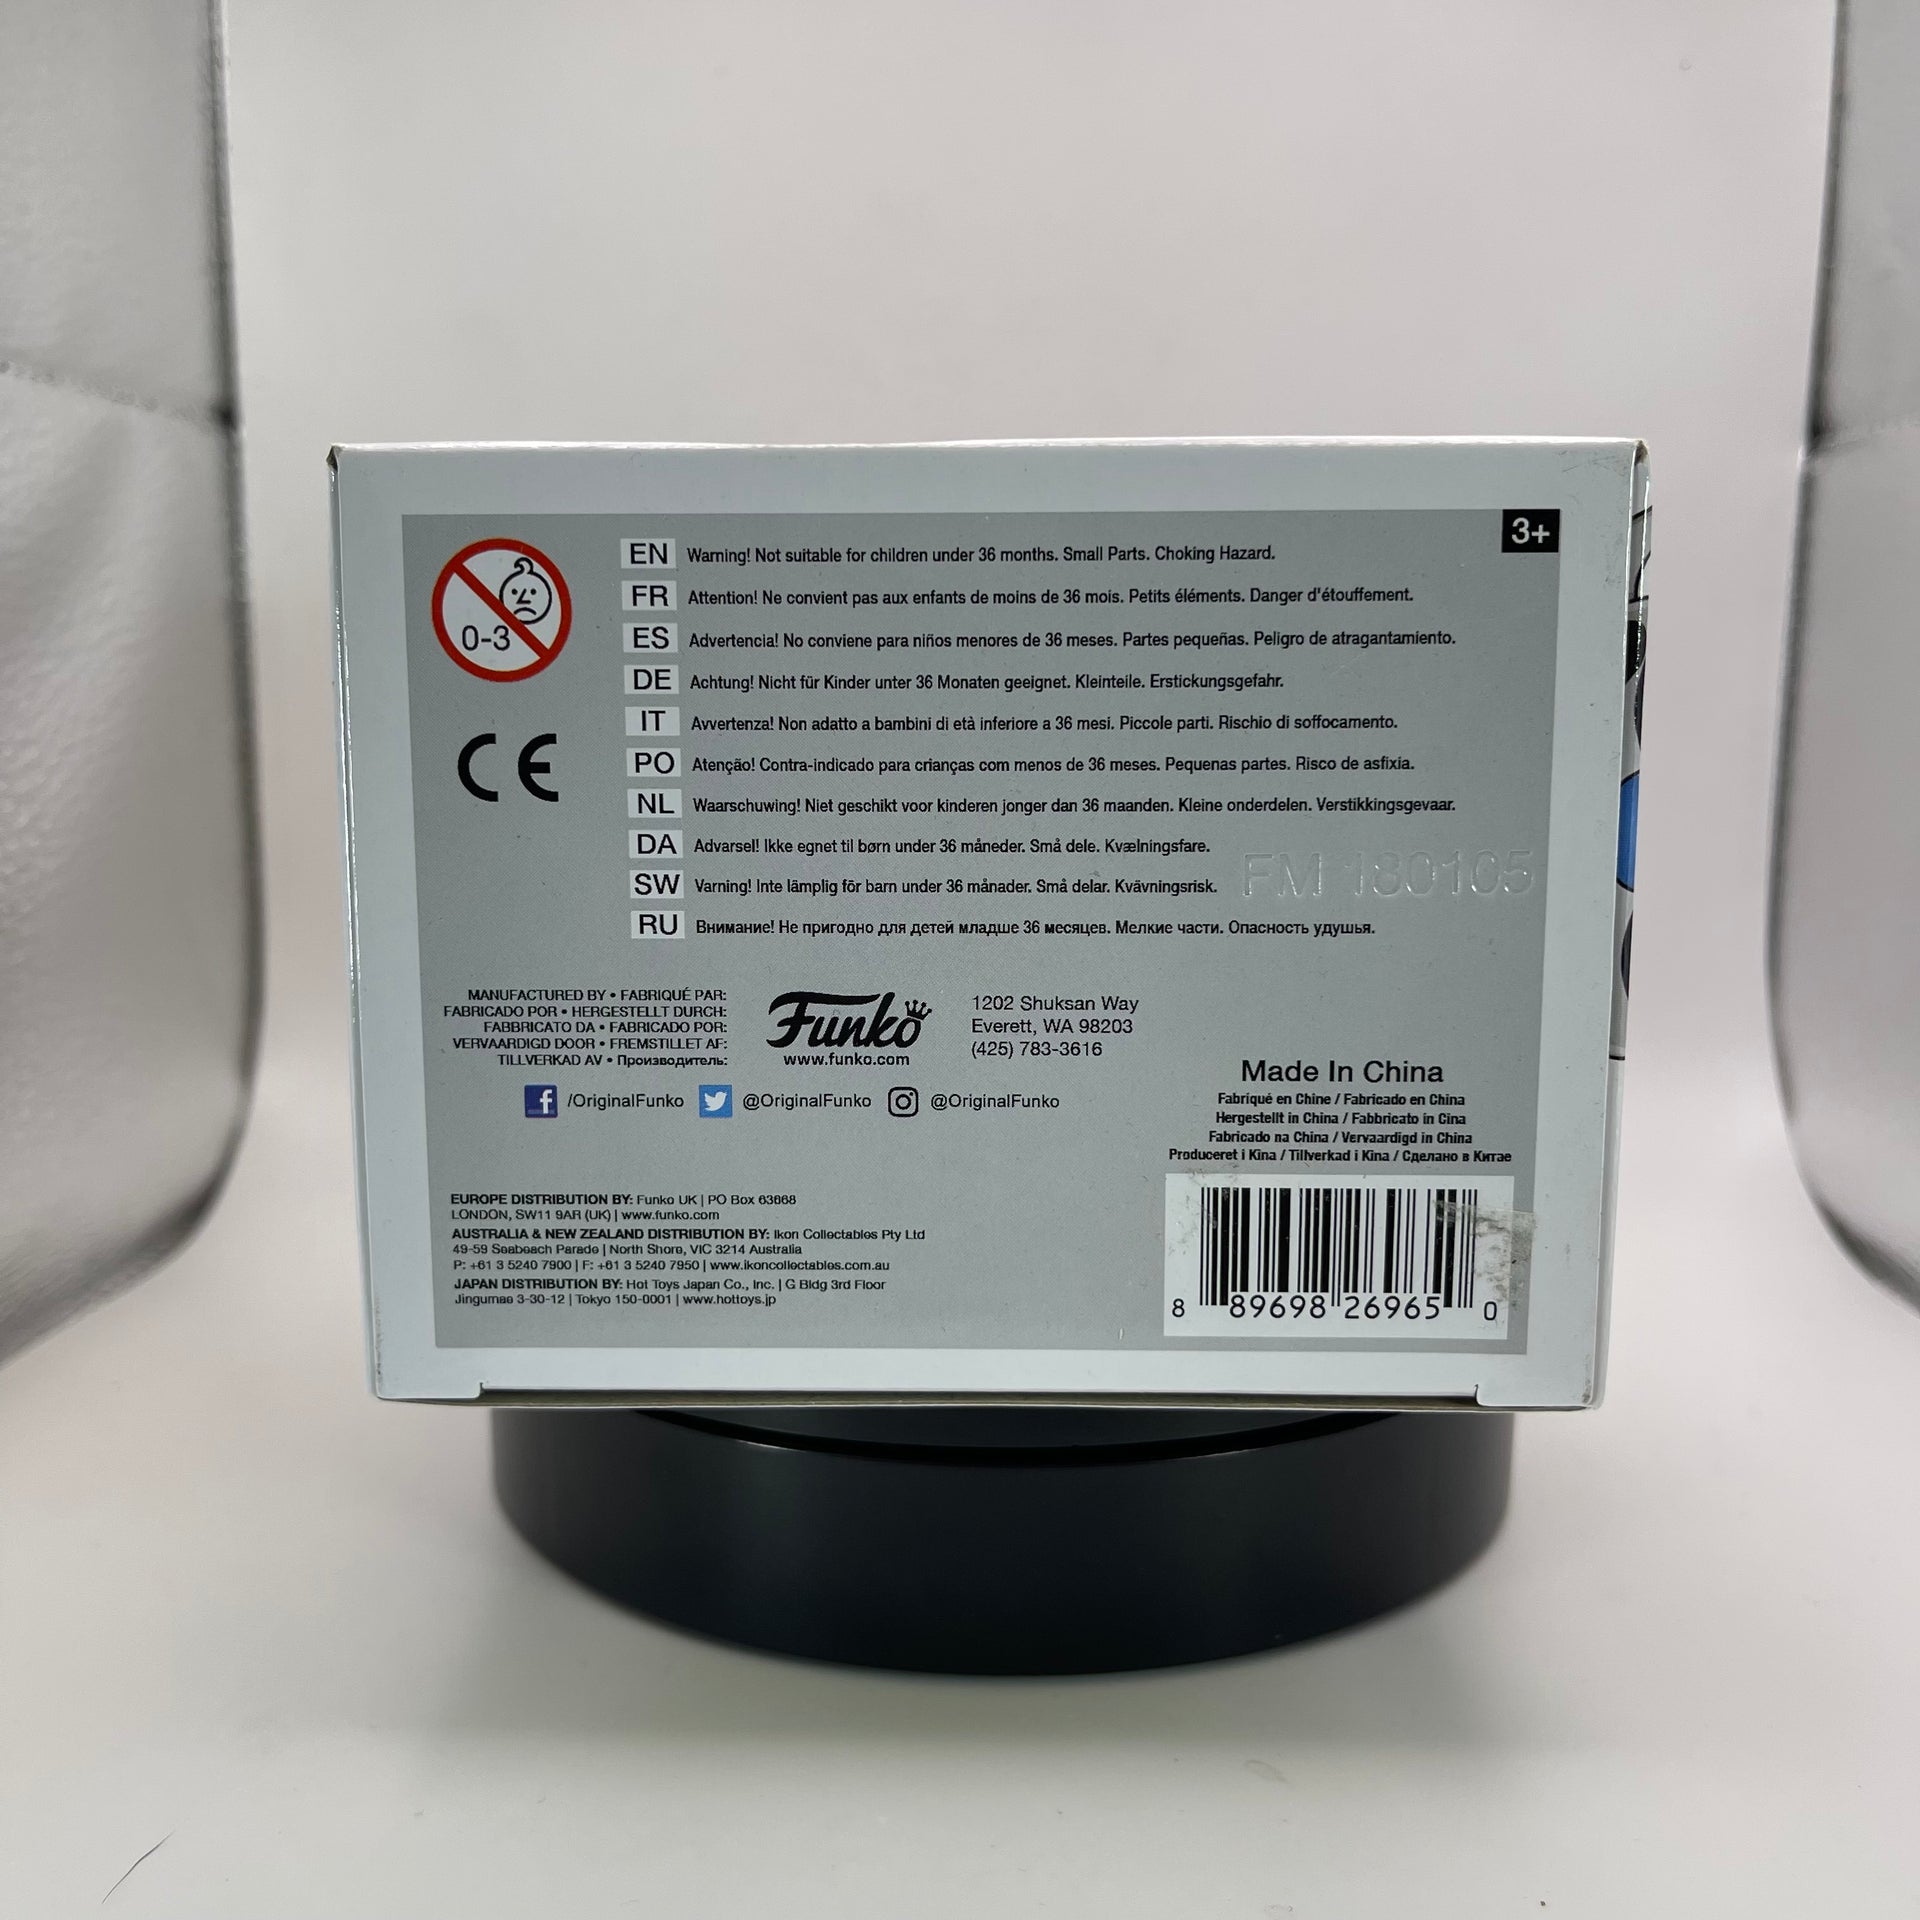 3+
0-3
CE
EN Warning! Not suitable for children under 36 months. Small Parts. Choking Hazard.
FR Attention! Ne convient pas aux enfants de moins de 36 mois. Petits éléments. Danger d'étouffement.
ES Advertencia! No conviene para niños menores de 36 meses. Partes pequeñas. Peligro de atragantamiento.
DE Achtung! Nicht für Kinder unter 36 Monaten geeignet. Kleinteile. Erstickungsgefahr.
IT Avvertenza! Non adatto a bambini di età inferiore a 36 mesi. Piccole parti. Rischio di soffocamento.
PO Atenção! Contra-indicado para crianças com menos de 36 meses. Pequenas partes. Risco de asfixia.
NL Waarschuwing! Niet geschikt voor kinderen jonger dan 36 maanden. Kleine onderdelen. Verstikkingsgevaar.
DA Advarsel! Ikke egnet til børn under 36 måneder. Små dele. Kvælningsfare.
SW Varning! Inte lämplig för barn under 36 månader. Små delar. Kvävningsrisk.
FM 180105
RU Внимание! Не пригодно для детей младше 36 месяцев. Мелкие части. Опасность удушья.
MANUFACTURED BY • FABRIQUÉ PAR:
FABRICADO POR • HERGESTELLT DURCH:
FABBRICATO DA • FABRICADO POR:
VERVAARDIGD DOOR • FREMSTILLET AF:
TILLVERKAD AV • Производитель:
Funko
www.funko.com
1202 Shuksan Way
Everett, WA 98203
(425) 783-3616
/OriginalFunko @OriginalFunko @OriginalFunko
Made In China
Fabriqué en Chine / Fabricado en China
Hergestellt in China / Fabbricato in Cina
Fabricado na China / Vervaardigd in China
Produceret i Kina / Tillverkad i Kina / Сделано в Китае
EUROPE DISTRIBUTION BY: Funko UK | PO Box 63668
LONDON, SW11 9AR (UK) | www.funko.com
AUSTRALIA & NEW ZEALAND DISTRIBUTION BY: Ikon Collectables Pty Ltd
49-59 Seabeach Parade | North Shore, VIC 3214 Australia
P: +61 3 5240 7900 | F: +61 3 5240 7950 | www.ikoncollectables.com.au
JAPAN DISTRIBUTION BY: Hot Toys Japan Co., Inc. | G Bldg 3rd Floor
Jingumae 3-30-12 | Tokyo 150-0001 | www.hottoys.jp
8 89698 26965 0